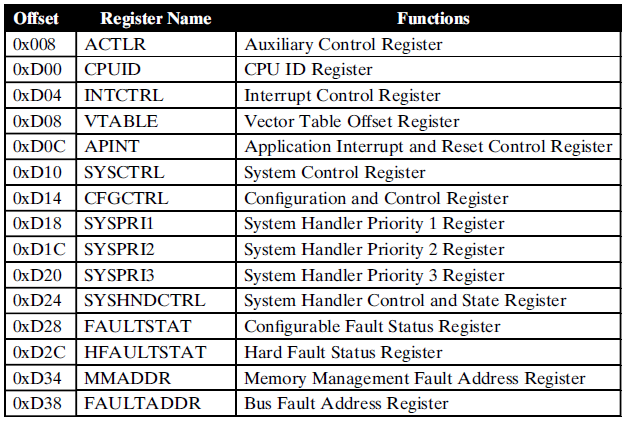 Offset Register Name Functions
0x008 ACTLR Auxiliary Control Register
0xD00 CPUID CPU ID Register
0xD04 INTCTRL Interrupt Control Register
0xD08 VTABLE Vector Table Offset Register
0xD0C APINT Application Interrupt and Reset Control Register
0xD10 SYSCTRL System Control Register
0xD14 CFGCTRL Configuration and Control Register
0xD18 SYSPRI1 System Handler Priority 1 Register
0xD1C SYSPRI2 System Handler Priority 2 Register
0xD20 SYSPRI3 System Handler Priority 3 Register
0xD24 SYSHNDCTRL System Handler Control and State Register
0xD28 FAULTSTAT Configurable Fault Status Register
0xD2C HFAULTSTAT Hard Fault Status Register
0xD34 MMADDR Memory Management Fault Address Register
0xD38 FAULTADDR Bus Fault Address Register